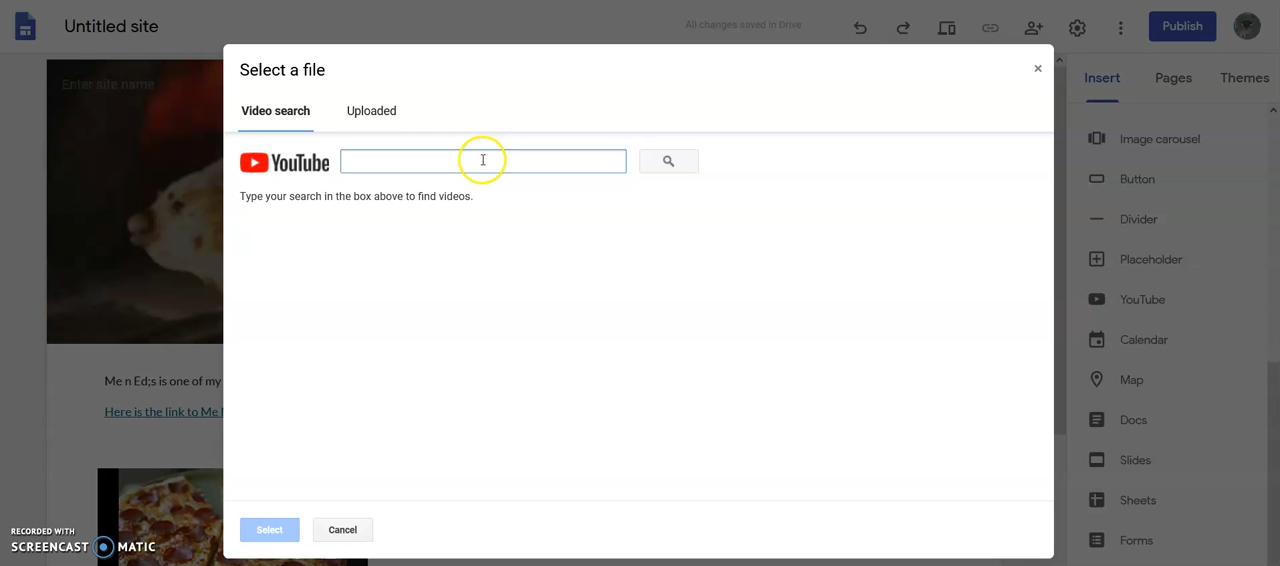 Untitled site
All changes saved in Drive
Publish
Enter site name
Select a file
Video search
Uploaded
YouTube
Type your search in the box above to find videos.
Select
Cancel
Me n Ed;s is one of my
Here is the link to Me
Insert
Pages
Themes
Image carousel
Button
Divider
Placeholder
YouTube
Calendar
Map
Docs
Slides
Sheets
Forms
RECORDED WITH
SCREENCAST MATIC